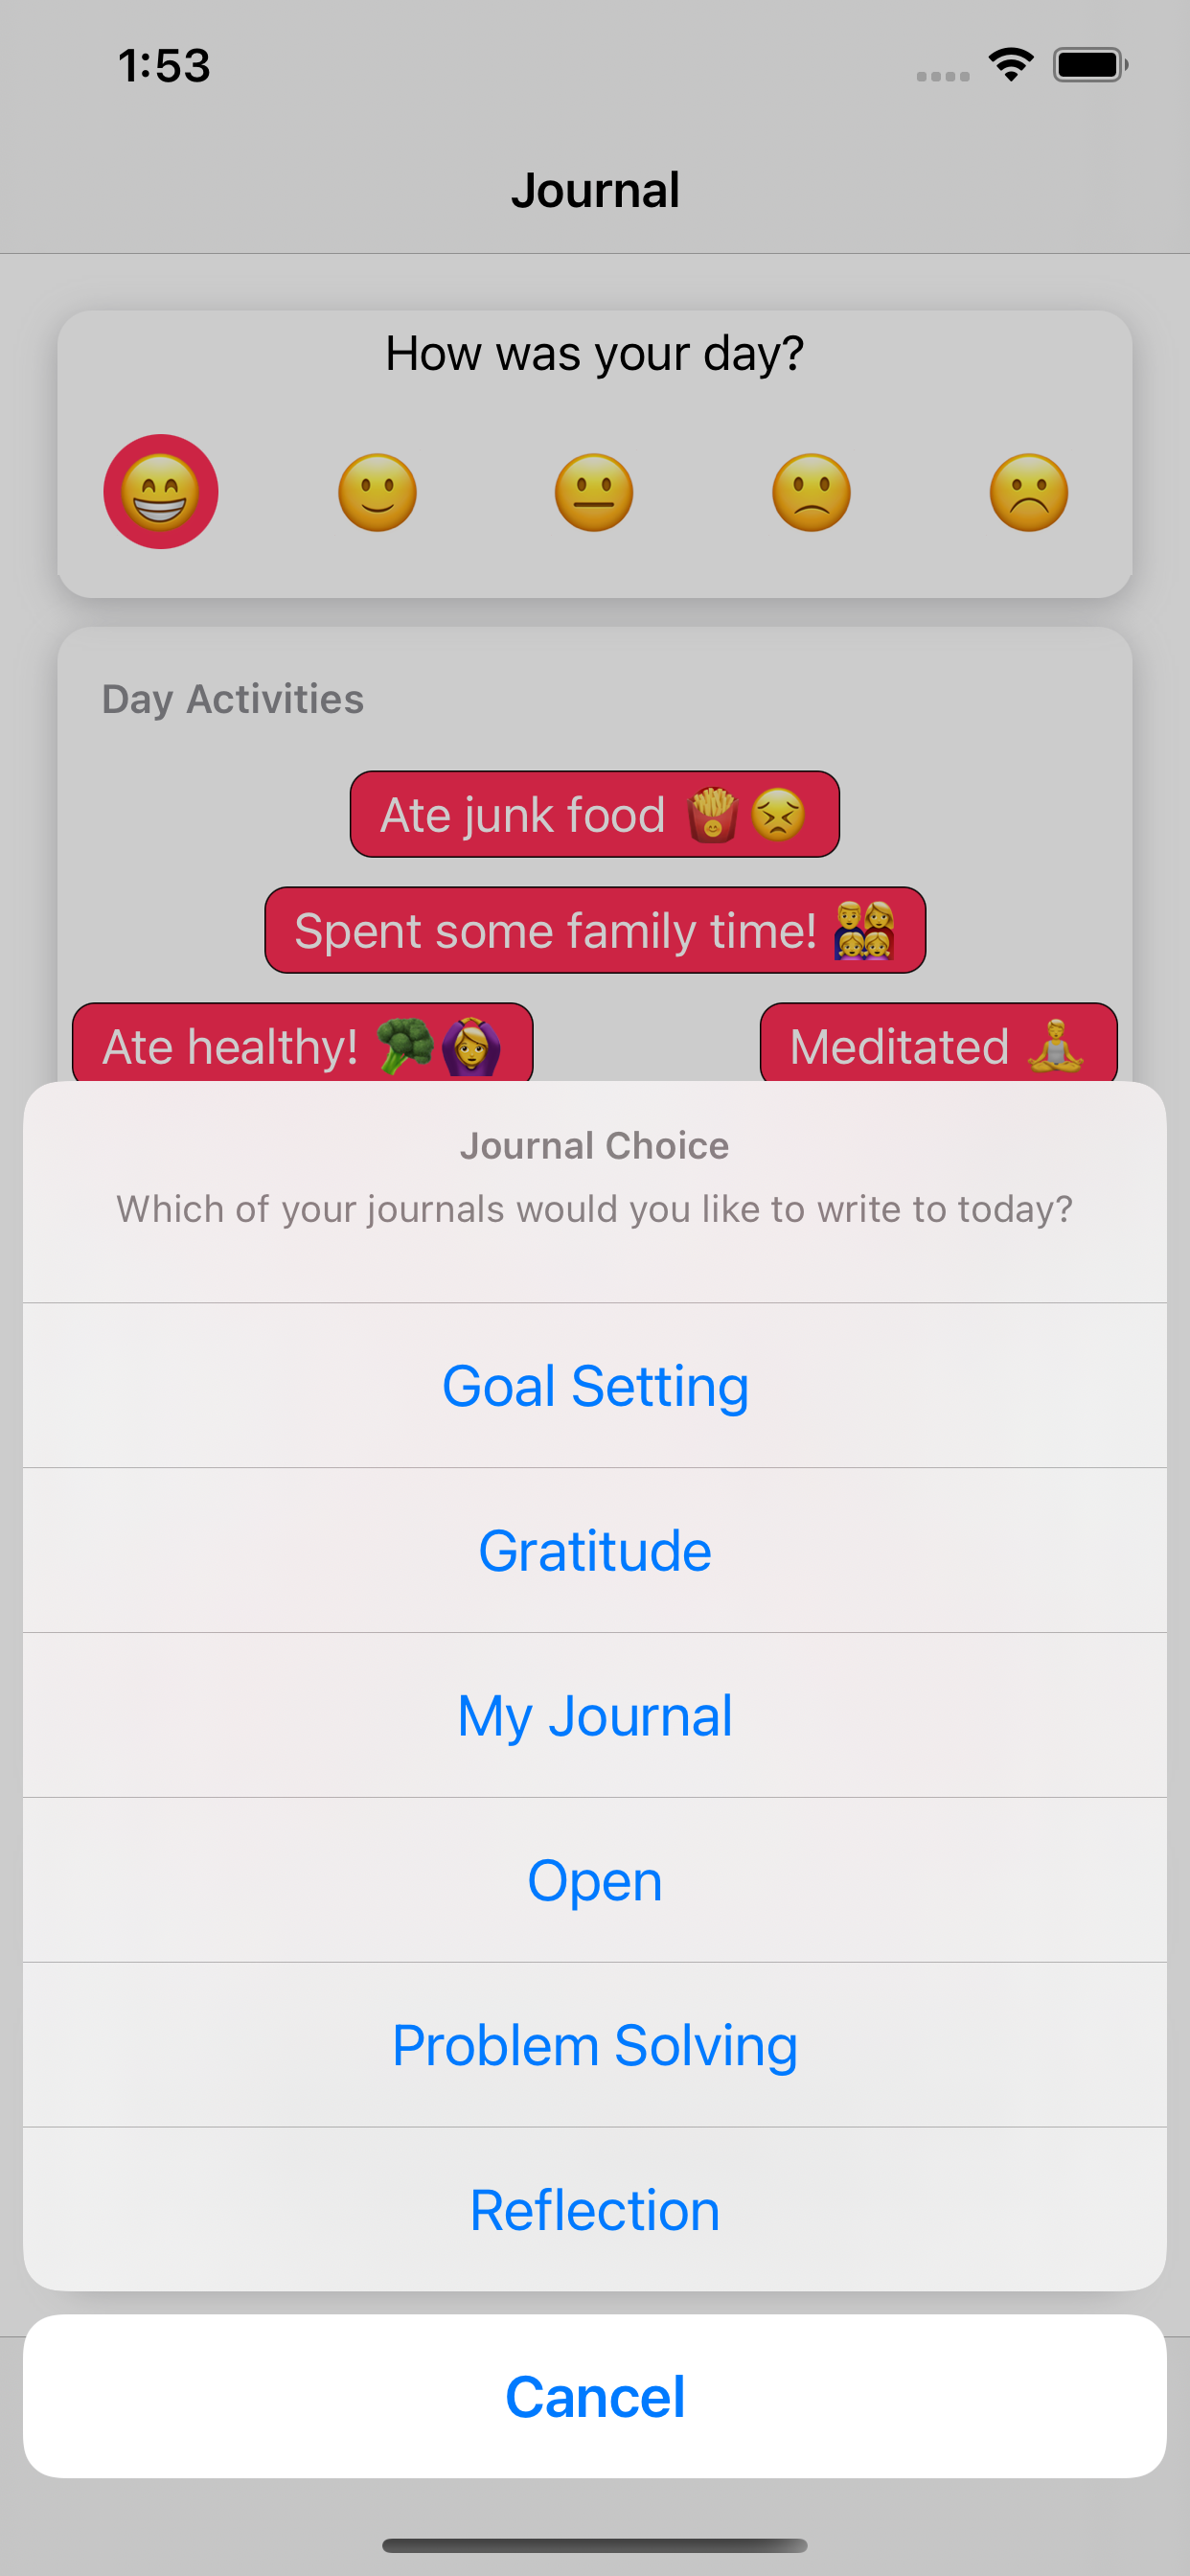 1:53
Journal
How was your day?
Day Activities
Ate junk food 🍟😣
Spent some family time! 👨‍👩‍👧‍👧
Ate healthy! 🥦🙆‍♀️
Meditated 🧘
Journal Choice
Which of your journals would you like to write to today?
Goal Setting
Gratitude
My Journal
Open
Problem Solving
Reflection
Cancel